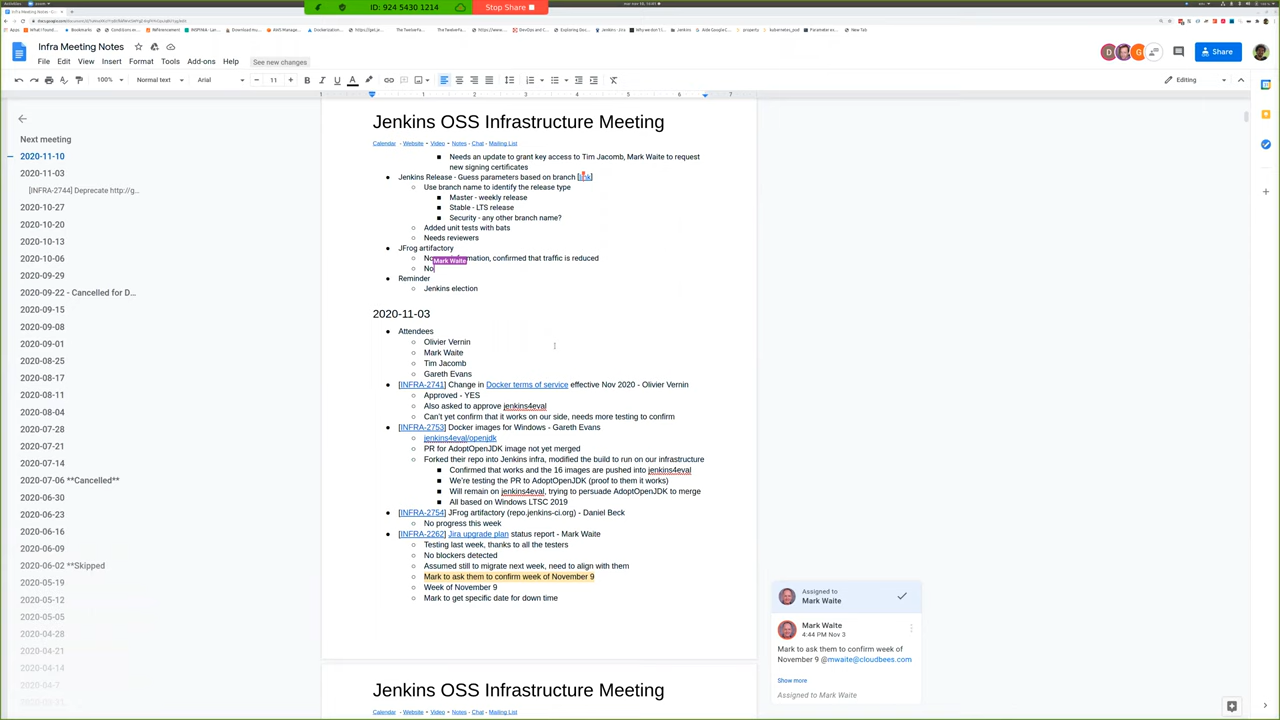 ID: 924 5430 1214
Stop Share
Infra Meeting Notes
File Edit View Insert Format Tools Add-ons Help See new changes
Share
100% Normal text Arial 11 Editing
1 1 2 3 4 5 6 7
Next meeting
2020-11-10
2020-11-03
[INFRA-2744] Deprecate http://g...
2020-10-27
2020-10-20
2020-10-13
2020-10-06
2020-09-29
2020-09-22 - Cancelled for D...
2020-09-15
2020-09-08
2020-09-01
2020-08-25
2020-08-17
2020-08-11
2020-08-04
2020-07-28
2020-07-21
2020-07-14
2020-07-06 **Cancelled**
2020-06-30
2020-06-23
2020-06-16
2020-06-09
2020-06-02 **Skipped
2020-05-19
2020-05-12
2020-05-05
2020-04-28
2020-04-21
2020-04-14
2020-04-7
Jenkins OSS Infrastructure Meeting
Calendar - Website - Video - Notes - Chat - Mailing List
Needs an update to grant key access to Tim Jacomb, Mark Waite to request
new signing certificates
Jenkins Release - Guess parameters based on branch [link]
Use branch name to identify the release type
Master - weekly release
Stable - LTS release
Security - any other branch name?
Added unit tests with bats
Needs reviewers
JFrog artifactory
confirmed that traffic is reduced
Mark Waite
No
Reminder
Jenkins election
2020-11-03
Attendees
Olivier Vernin
Mark Waite
Tim Jacomb
Gareth Evans
[INFRA-2741] Change in Docker terms of service effective Nov 2020 - Olivier Vernin
Approved - YES
Also asked to approve jenkins4eval
Can't yet confirm that it works on our side, needs more testing to confirm
[INFRA-2753] Docker images for Windows - Gareth Evans
jenkins4eval/openjdk
PR for AdoptOpenJDK image not yet merged
Forked their repo into Jenkins infra, modified the build to run on our infrastructure
Confirmed that works and the 16 images are pushed into jenkins4eval
We're testing the PR to AdoptOpenJDK (proof to them it works)
Will remain on jenkins4eval, trying to persuade AdoptOpenJDK to merge
All based on Windows LTSC 2019
[INFRA-2754] JFrog artifactory (repo.jenkins-ci.org) - Daniel Beck
No progress this week
[INFRA-2262] Jira upgrade plan status report - Mark Waite
Testing last week, thanks to all the testers
No blockers detected
Assumed still to migrate next week, need to align with them
Mark to ask them to confirm week of November 9
Week of November 9
Mark to get specific date for down time
Assigned to
Mark Waite
Mark Waite
4:44 PM Nov 3
Mark to ask them to confirm week of
November 9 @mwaite@cloudbees.com
Show more
Assigned to Mark Waite
Jenkins OSS Infrastructure Meeting
Calendar - Website - Video - Notes - Chat - Mailing List